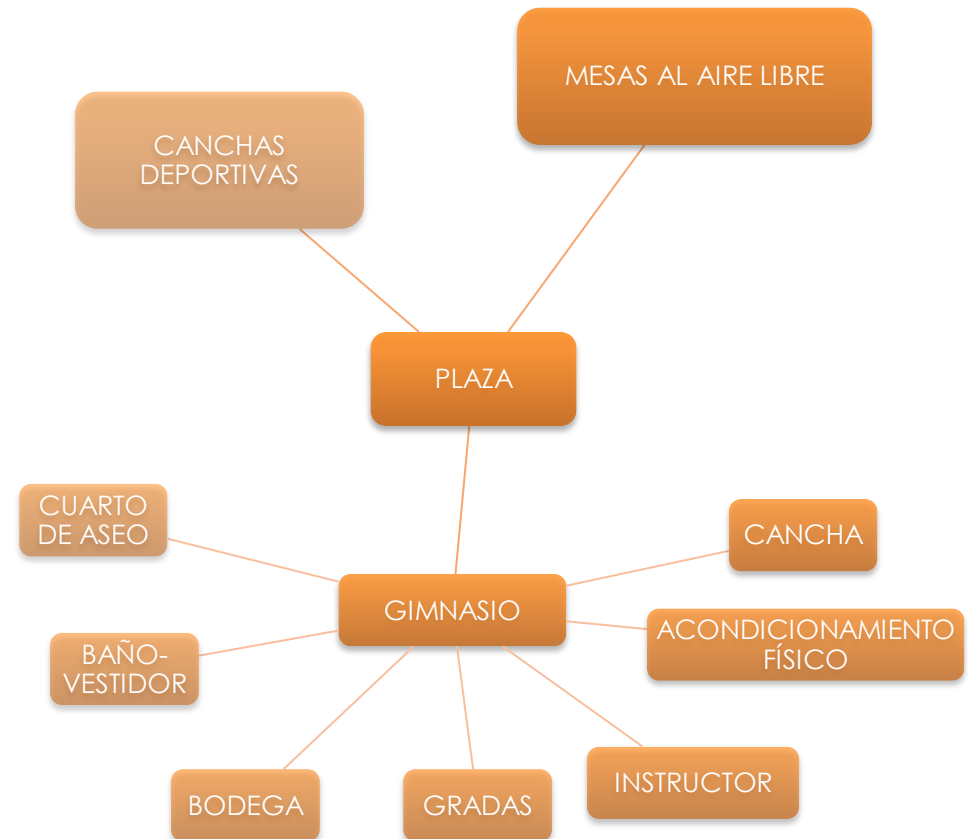 MESAS AL AIRE LIBRE
CANCHAS
DEPORTIVAS
PLAZA
CUARTO
DE ASEO
CANCHA
GIMNASIO
ACONDICIONAMIENTO
FÍSICO
BAÑO-
VESTIDOR
INSTRUCTOR
BODEGA
GRADAS